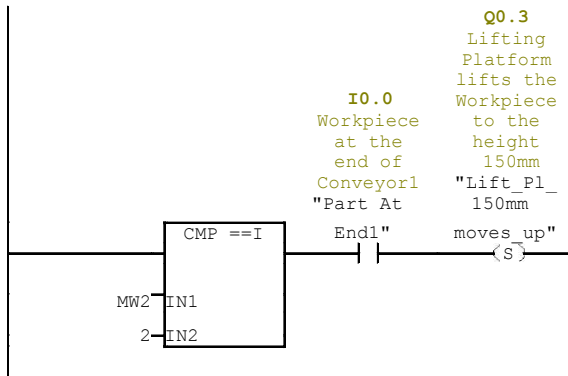 Q0.3
Lifting
Platform
lifts the
Workpiece
to the
height
150mm
"Lift_Pl_
150mm
moves_up"
I0.0
Workpiece
at the
end of
Conveyor1
"Part At
End1"
CMP ==I
MW2 IN1
2 IN2
S